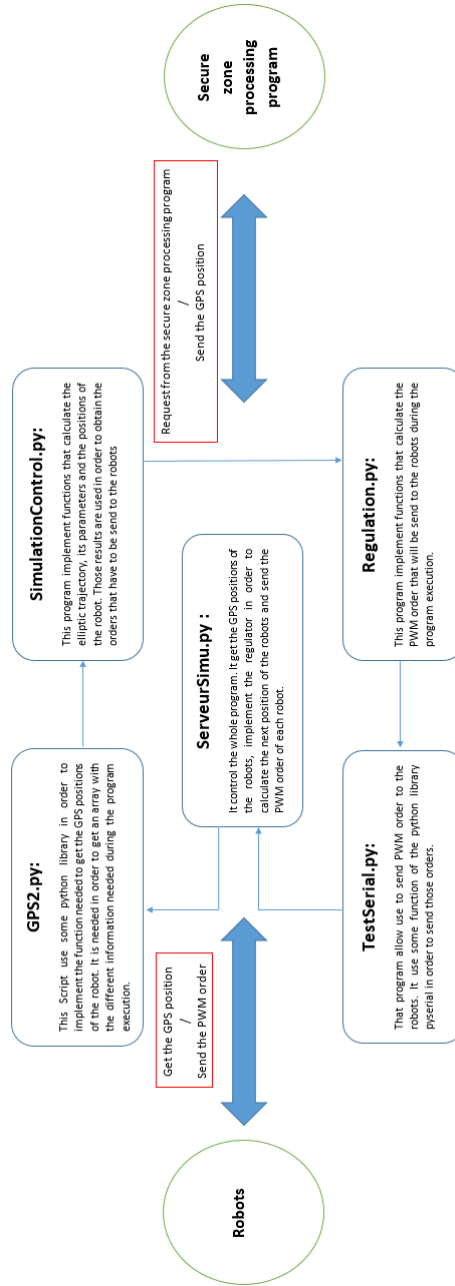 Robots
Get the GPS position
/
Send the PWM order
GPS2.py:
This Script use some python library in order to
implement the function needed to get the GPS positions
of the robot. It is needed in order to get an array with
the different information needed during the program
execution.
SimulationControl.py:
This program implement functions that calculate the
elliptic trajectory, its parameters and the positions of
the robot. Those results are used in order to obtain the
orders that have to be send to the robots
ServeurSimu.py :
It control the whole program. It get the GPS positions of
the robots, implement the regulator in order to
calculate the next position of the robots and send the
PWM order of each robot.
TestSerial.py:
That program allow use to send PWM order to the
robots. It use some function of the python library
pyserial in order to send those orders.
Regulation.py:
This program implement functions that calculate the
PWM order that will be send to the robots during the
program execution.
Request from the secure zone processing program
/
Send the GPS position
Secure
zone
processing
program